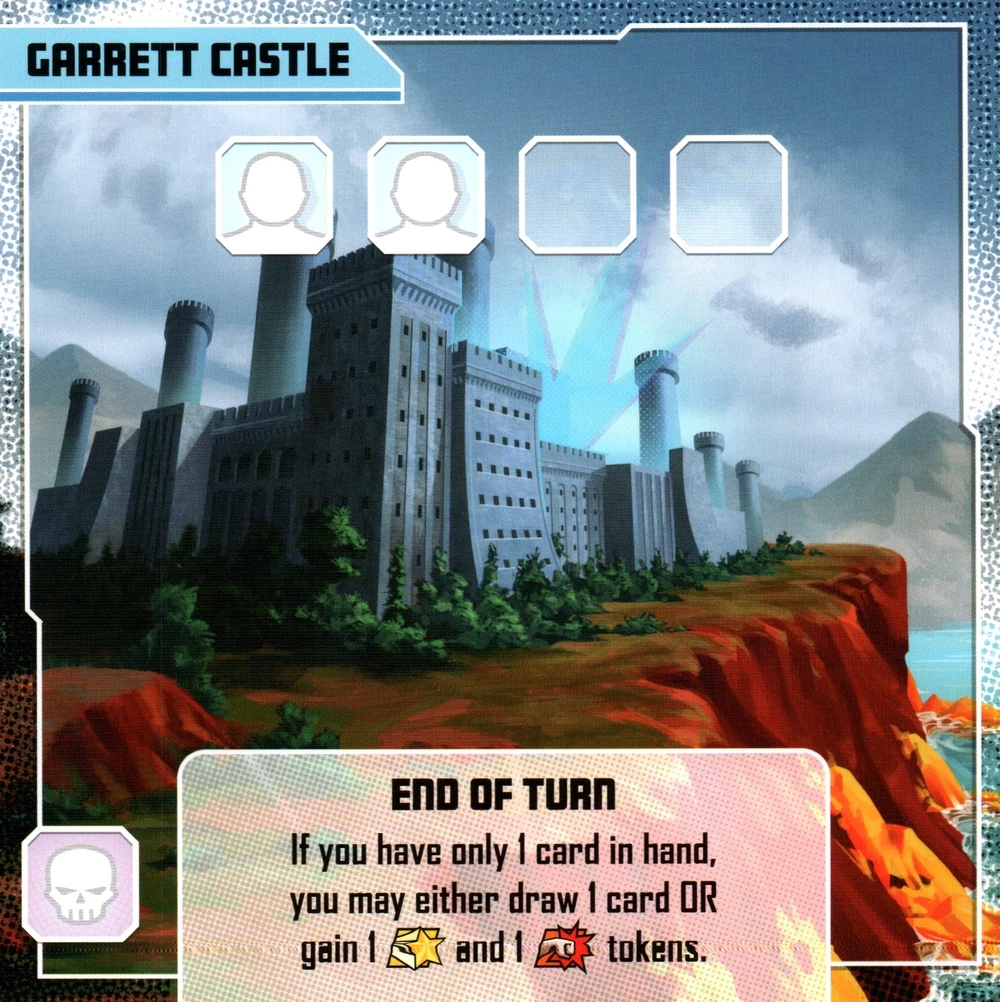 GARRETT CASTLE
END OF TURN
If you have only 1 card in hand,
you may either draw 1 card OR
gain 1 and 1 tokens.